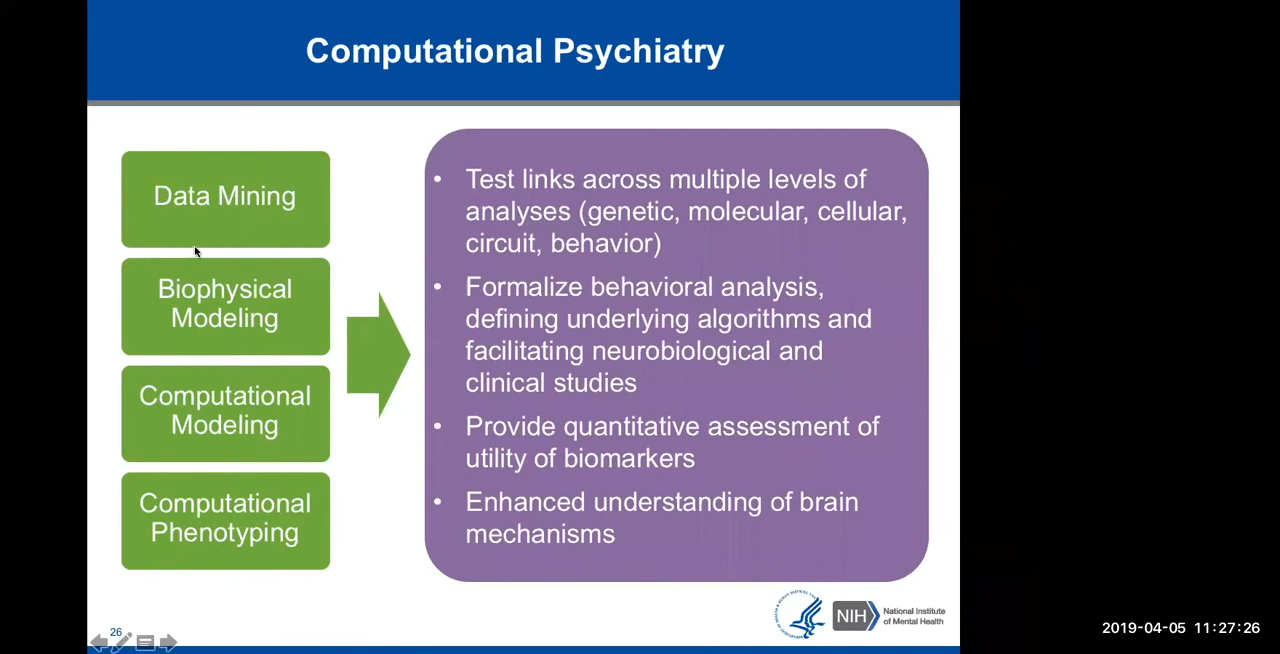 Computational Psychiatry
Data Mining
Biophysical
Modeling
Computational
Modeling
Computational
Phenotyping
• Test links across multiple levels of
analyses (genetic, molecular, cellular,
circuit, behavior)
• Formalize behavioral analysis,
defining underlying algorithms and
facilitating neurobiological and
clinical studies
• Provide quantitative assessment of
utility of biomarkers
• Enhanced understanding of brain
mechanisms
NIH
National Institute
of Mental Health
26
2019-04-05 11:27:26